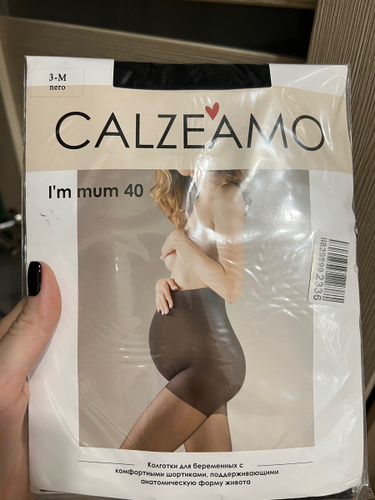 3-M
nero
CALZEAMO
I'm mum 40
Колготки для беременных с
комфортными шортиками, поддерживающими
анатомическую форму живота